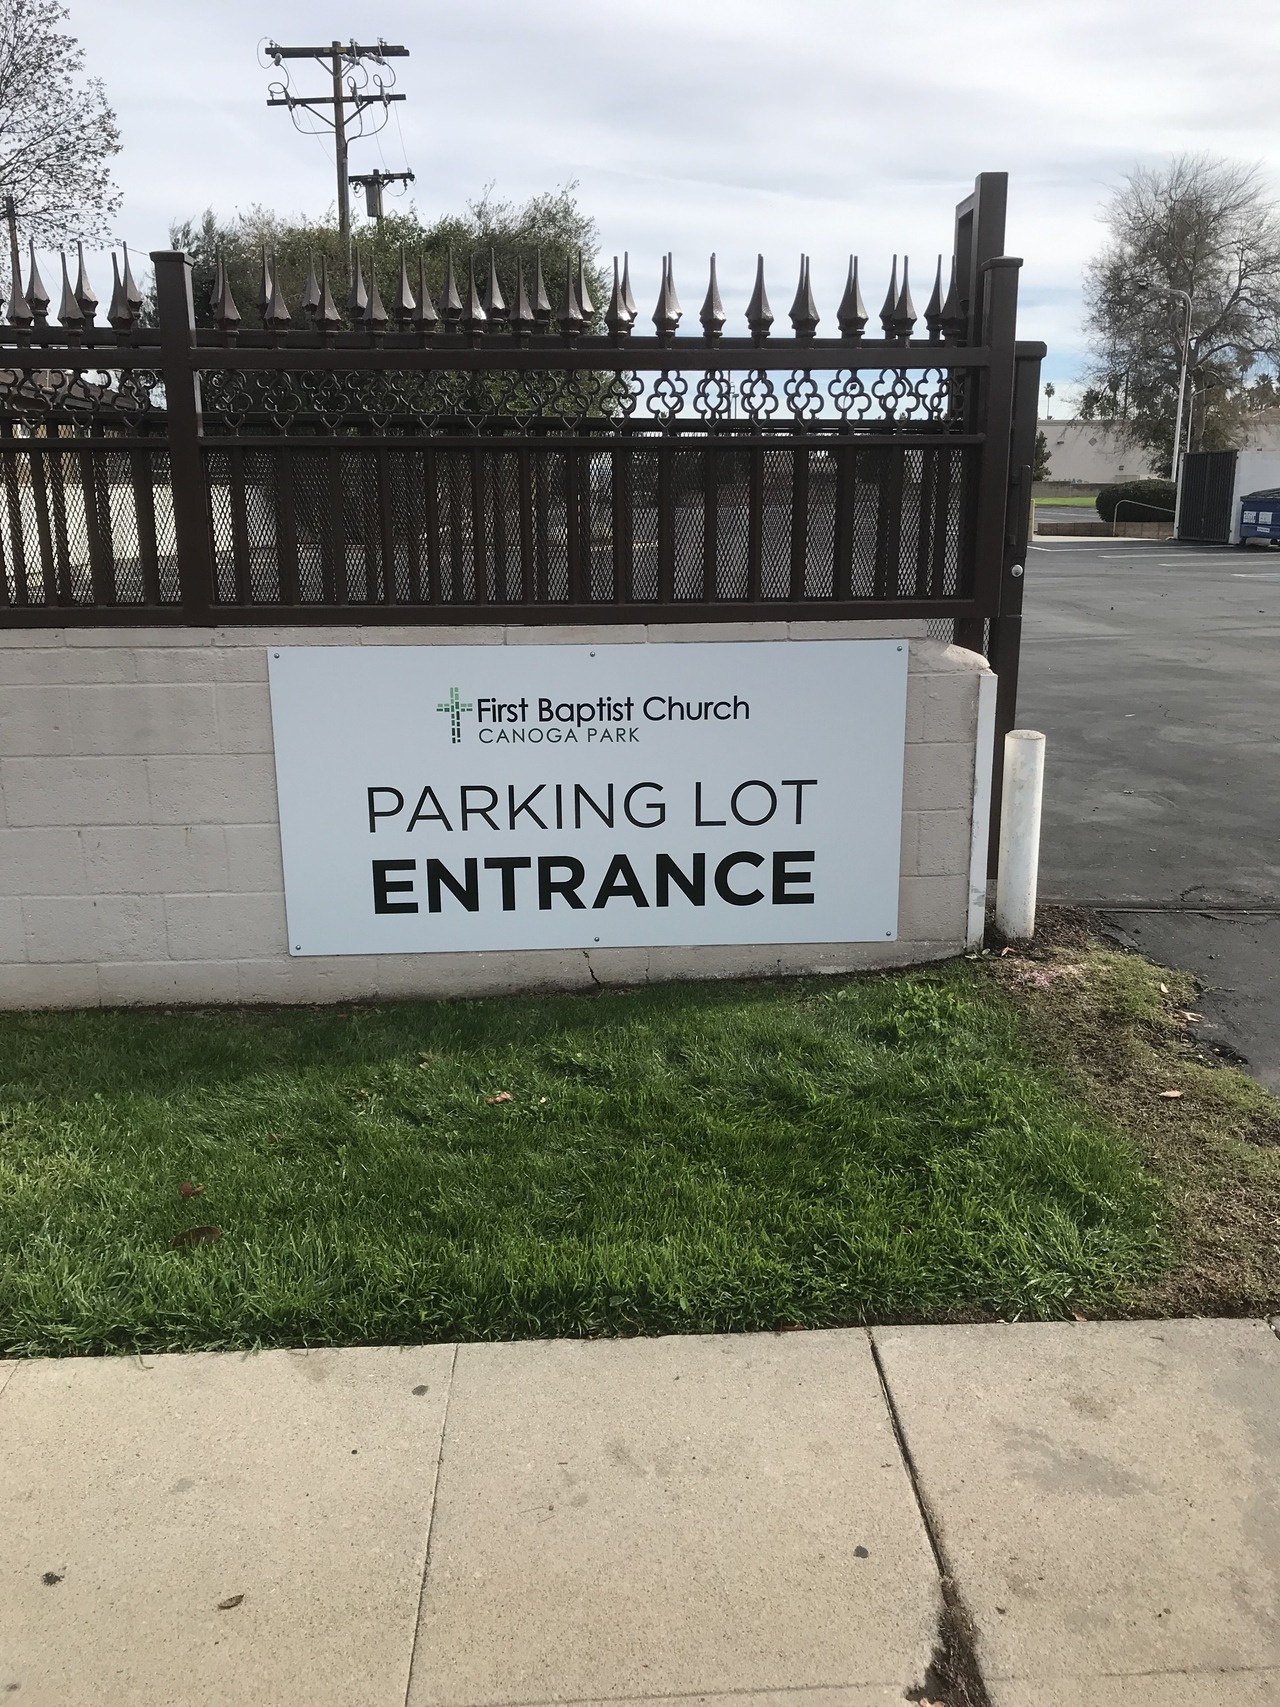 First Baptist Church
CANOGA PARK
PARKING LOT
ENTRANCE